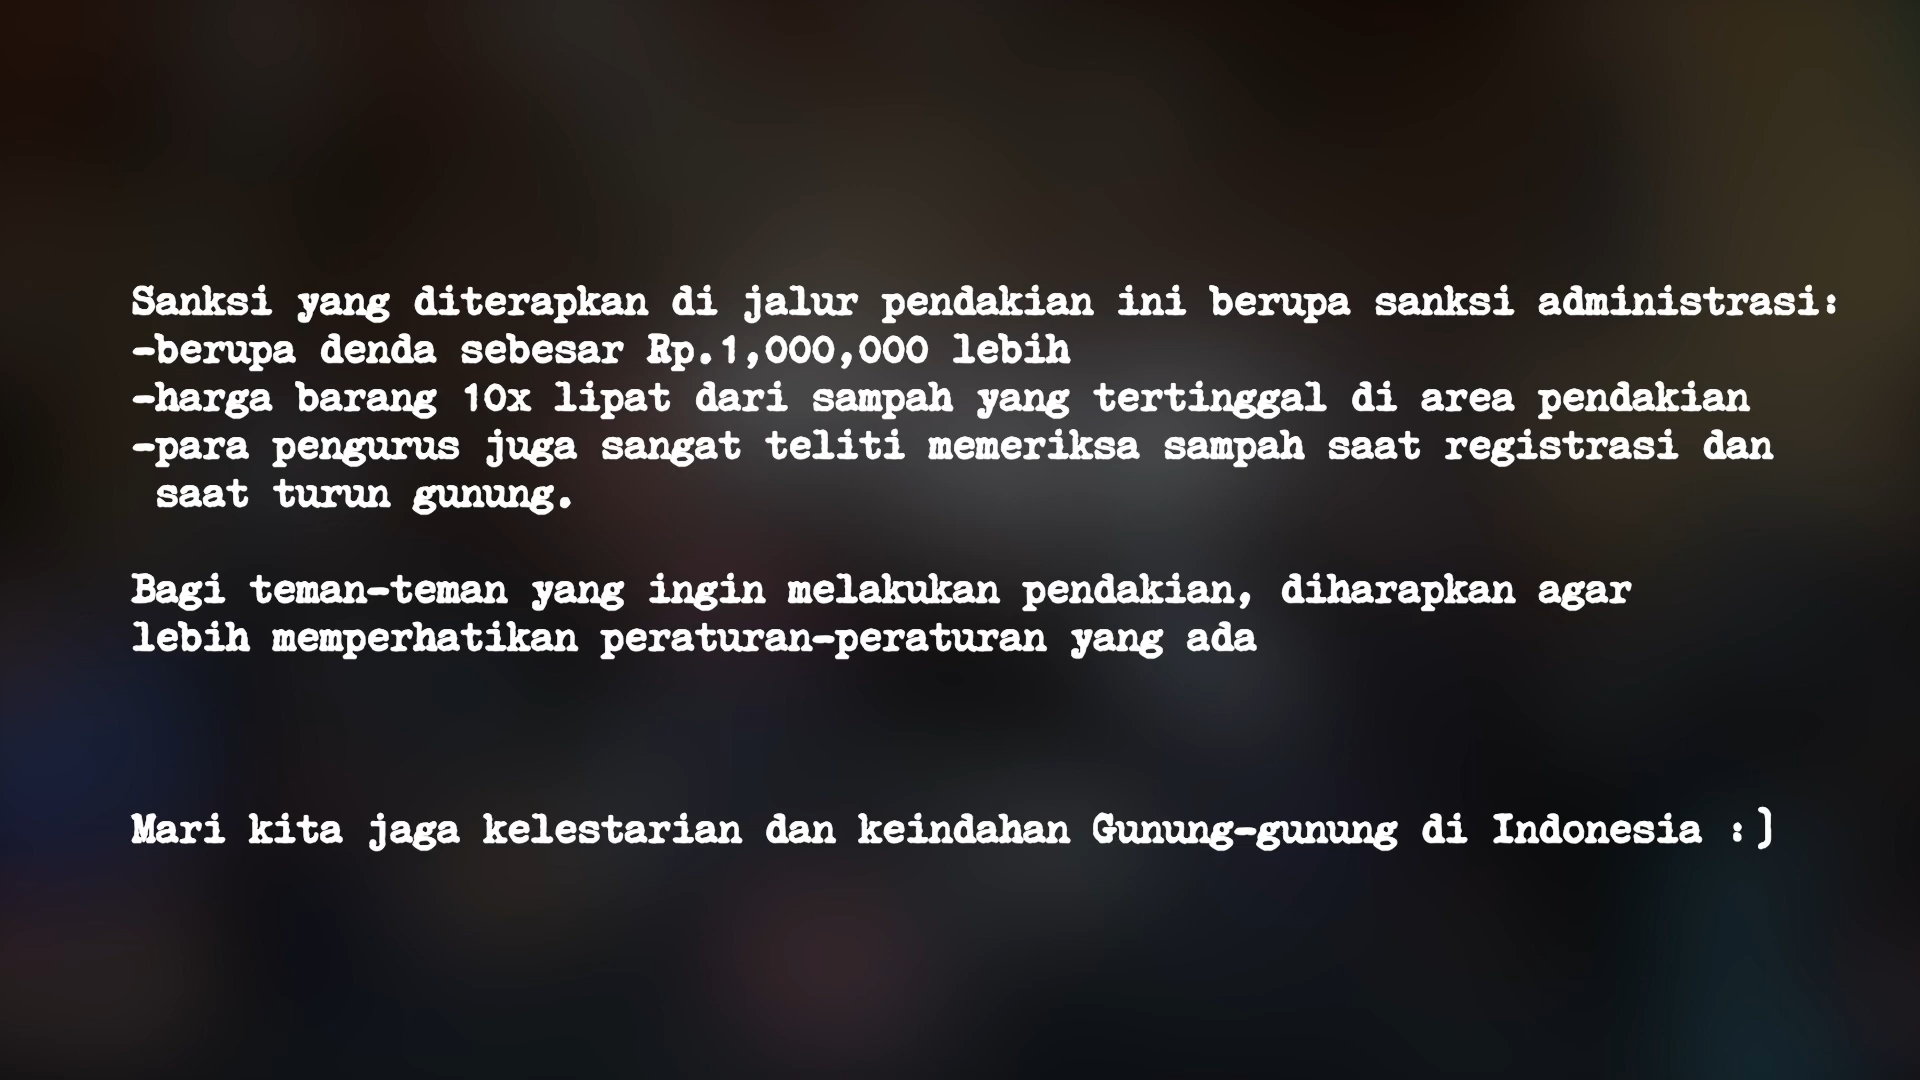 Sanksi yang diterapkan di jalur pendakian ini berupa sanksi administrasi:
-berupa denda sebesar Rp.1,000,000 lebih
-harga barang 10x lipat dari sampah yang tertinggal di area pendakian
-para pengurus juga sangat teliti memeriksa sampah saat registrasi dan
saat turun gunung.
Bagi teman-teman yang ingin melakukan pendakian, diharapkan agar
lebih memperhatikan peraturan-peraturan yang ada
Mari kita jaga kelestarian dan keindahan Gunung-gunung di Indonesia :)